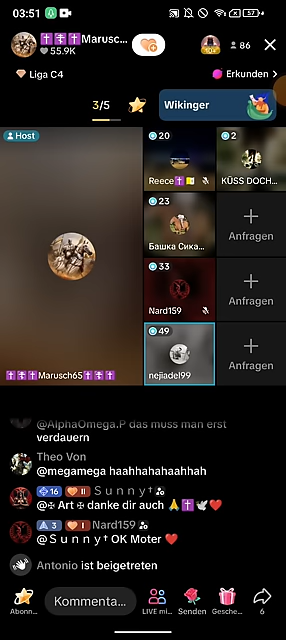 03:51
57
✝️☦️✝️Marusc...
55.9K
86
Liga C4
Erkunden >
3/5
Wikinger
Host
20
2
Reece✝️
KÜSS DOCH...
23
Башка Сика...
Anfragen
33
Nard159
Anfragen
49
✝️✝️✝️Marusch65✝️✝️✝️
nejiadel99
Anfragen
@AlphaOmega.P das muss man erst
verdauern
Theo Von
@megamega haahhahahaahhah
16 II S u n n y ✝
@✠ Art ✠ danke dir auch 🙏✝️🕊️❤️
3 I Nard159
@S u n n y ✝ OK Moter ❤️
Antonio ist beigetreten
Kommenta...
Abonn...
LIVE mi...
Senden
Gesche...
6